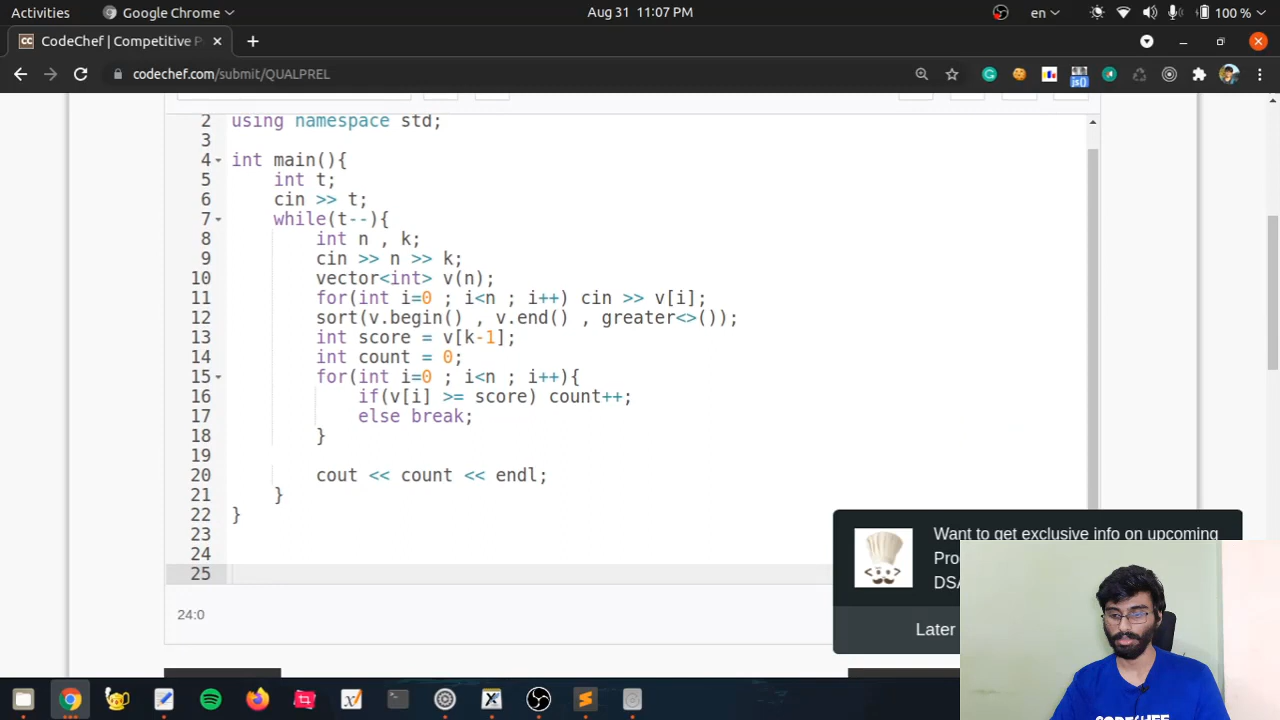 Activities Google Chrome Aug 31 11:07 PM en 100 %
CodeChef | Competitive P
codechef.com/submit/QUALPREL
2 using namespace std;
3
4 int main(){
5 int t;
6 cin >> t;
7 while(t--){
8 int n , k;
9 cin >> n >> k;
10 vector<int> v(n);
11 for(int i=0 ; i<n ; i++) cin >> v[i];
12 sort(v.begin() , v.end() , greater<>());
13 int score = v[k-1];
14 int count = 0;
15 for(int i=0 ; i<n ; i++){
16 if(v[i] >= score) count++;
17 else break;
18 }
19
20 cout << count << endl;
21 }
22 }
23
24
25
24:0
Want to get exclusive info on upcoming
Pro
DSA
Later
CODECHEF